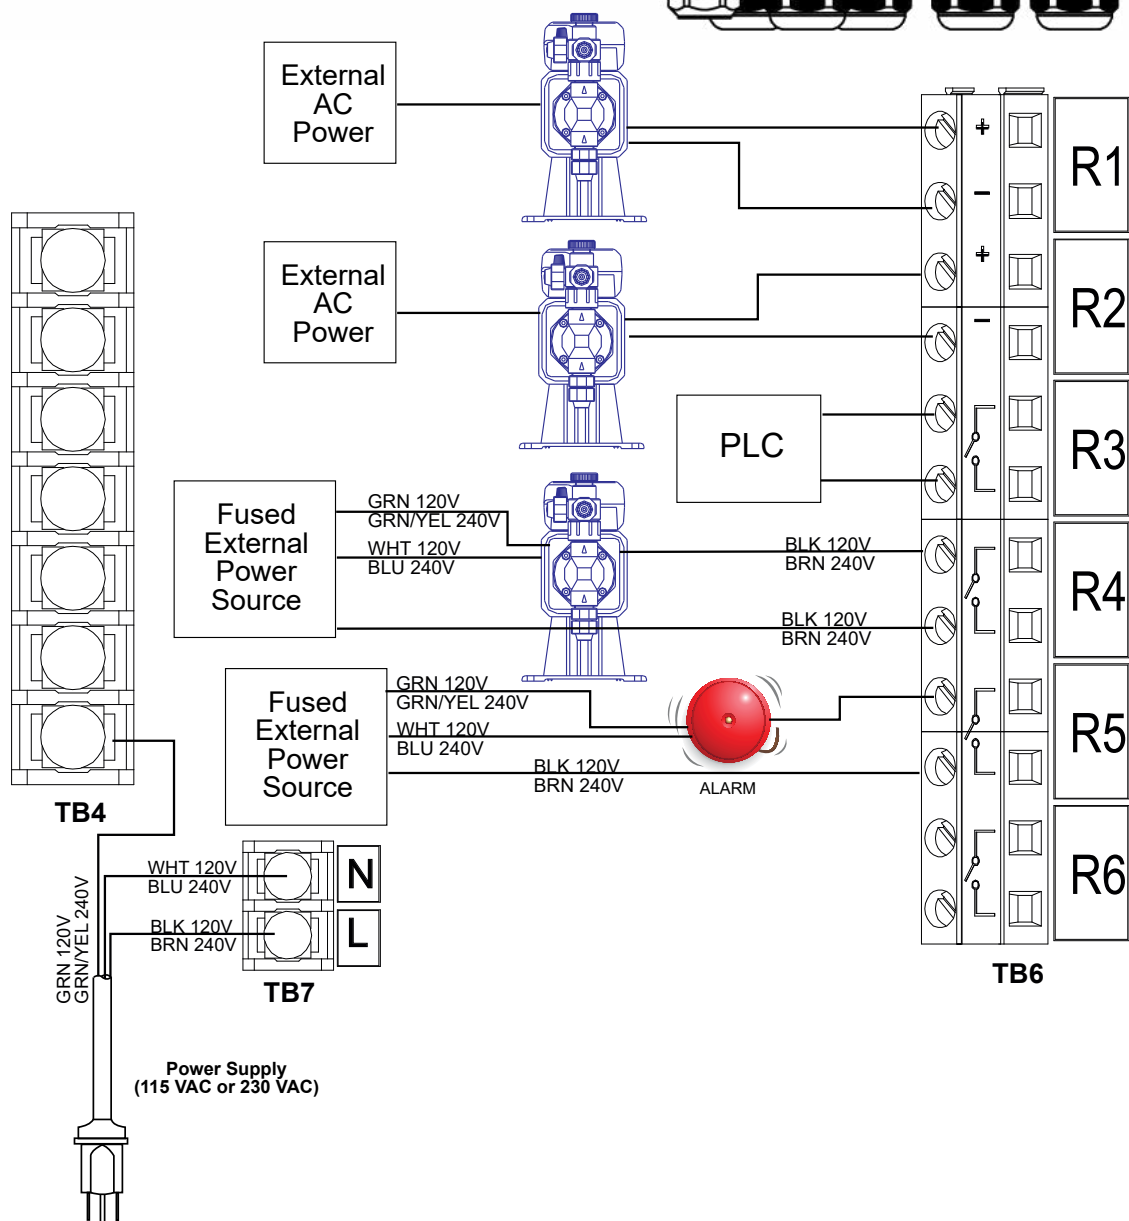 External
AC
Power
+
−
R1
External
AC
Power
+
−
R2
PLC
R3
Fused
External
Power
Source
GRN 120V
GRN/YEL 240V
WHT 120V
BLU 240V
BLK 120V
BRN 240V
BLK 120V
BRN 240V
R4
Fused
External
Power
Source
GRN 120V
GRN/YEL 240V
WHT 120V
BLU 240V
BLK 120V
BRN 240V
ALARM
R5
TB4
R6
WHT 120V
BLU 240V
N
BLK 120V
BRN 240V
L
GRN 120V
GRN/YEL 240V
TB7
TB6
Power Supply
(115 VAC or 230 VAC)